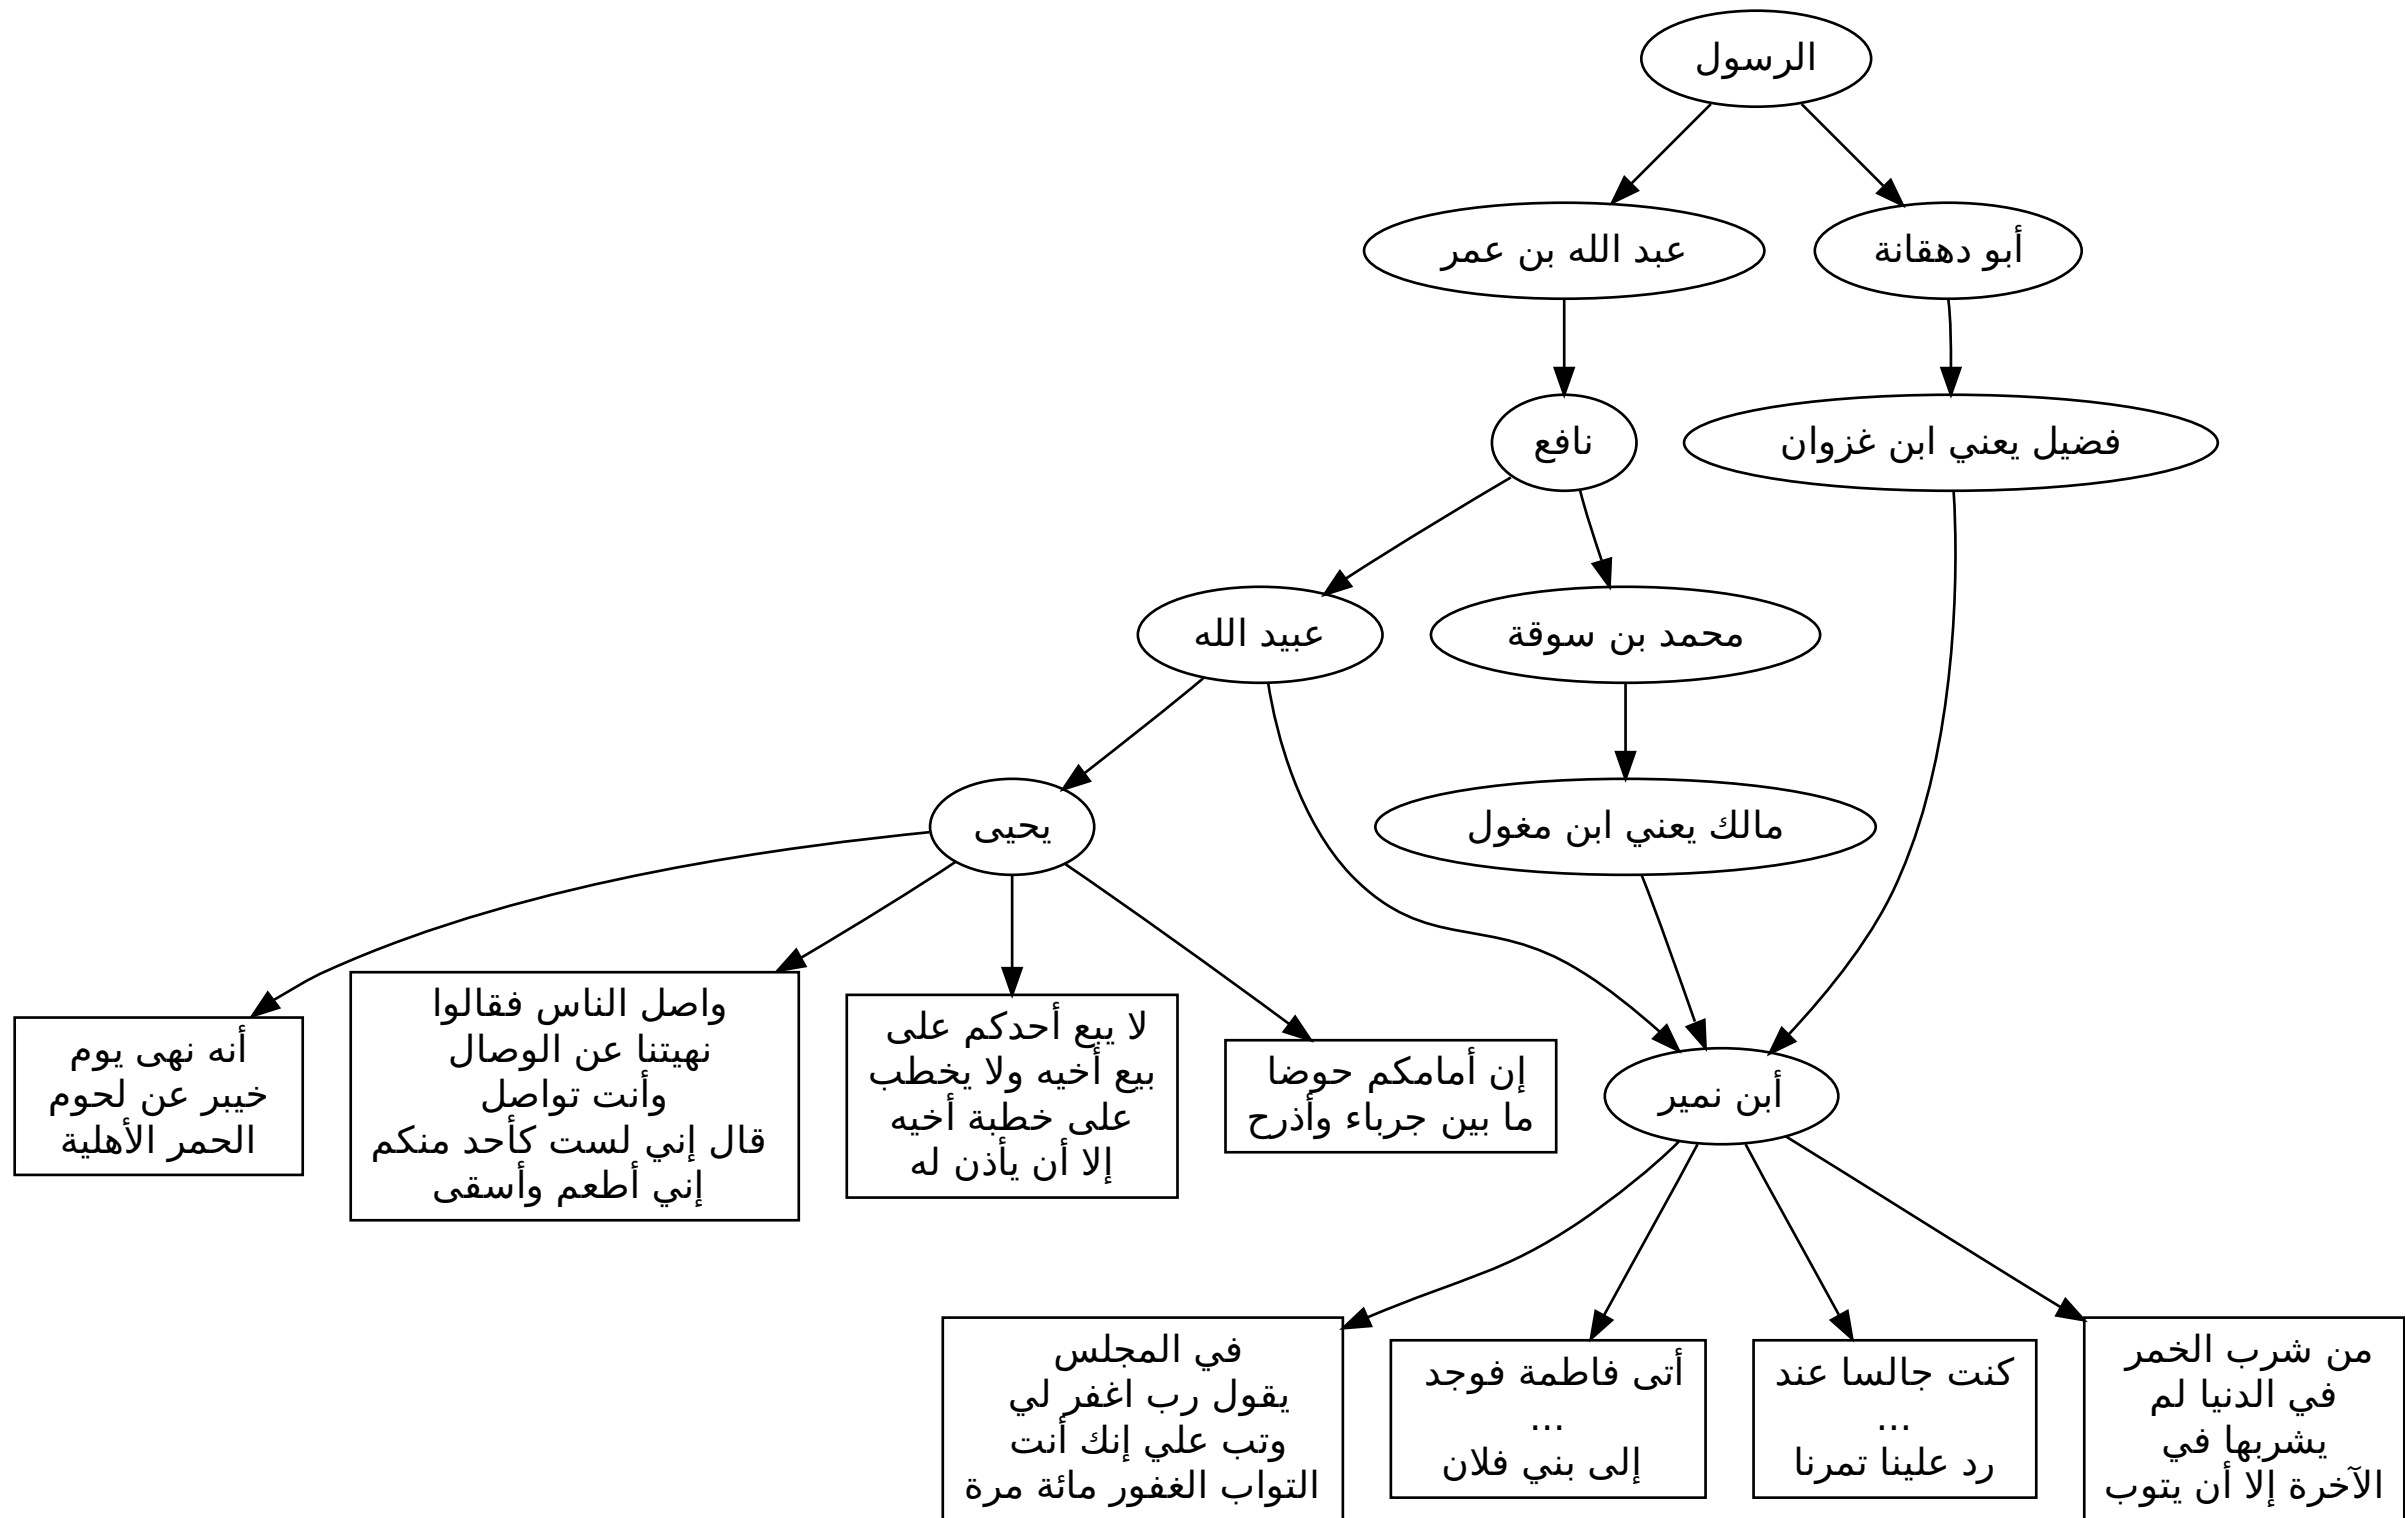 الرسول
عبد الله بن عمر
أبو دهقانة
نافع
فضيل يعني ابن غزوان
عبيد الله
محمد بن سوقة
يحيى
مالك يعني ابن مغول
أنه نهى يوم
خيبر عن لحوم
الحمر الأهلية
واصل الناس فقالوا
نهيتنا عن الوصال
وأنت تواصل
قال إني لست كأحد منكم
إني أطعم وأسقى
لا يبع أحدكم على
بيع أخيه ولا يخطب
على خطبة أخيه
إلا أن يأذن له
إن أمامكم حوضا
ما بين جرباء وأذرح
أبن نمير
في المجلس
يقول رب اغفر لي
وتب علي إنك أنت
التواب الغفور مائة مرة
أتى فاطمة فوجد
...
إلى بني فلان
كنت جالسا عند
...
رد علينا تمرنا
من شرب الخمر
في الدنيا لم
يشربها في
الآخرة إلا أن يتوب